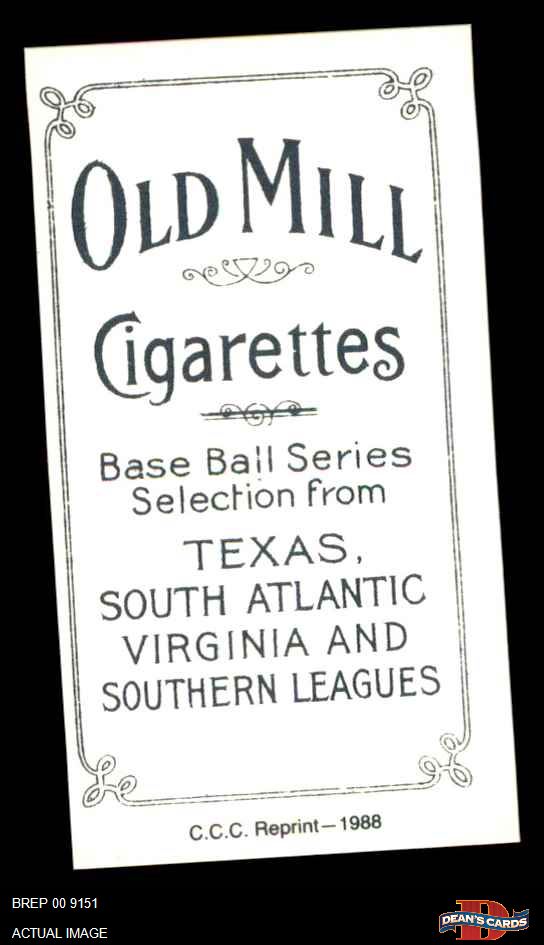 OLD MILL
Cigarettes
Base Ball Series
Selection from
TEXAS,
SOUTH ATLANTIC
VIRGINIA AND
SOUTHERN LEAGUES
C.C.C. Reprint—1988
BREP 00 9151
ACTUAL IMAGE
DEAN'S CARDS